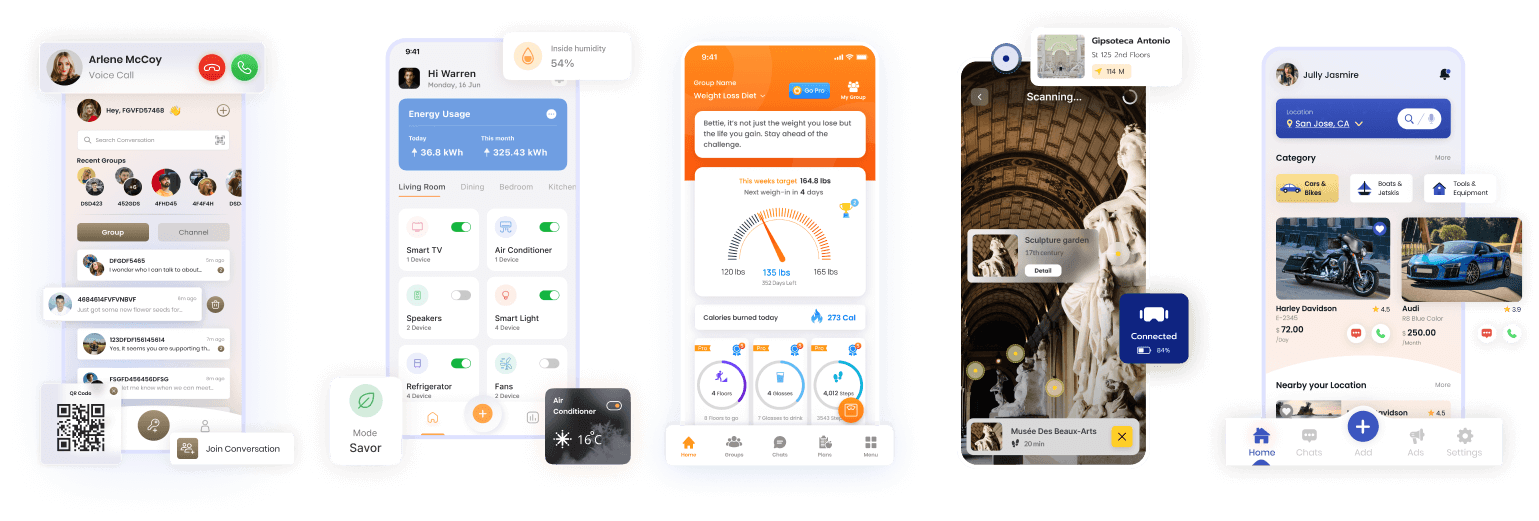 Arlene McCoy
Voice Call
Hey, FGVFD57468
Search Conversation
Recent Groups
+6
DSD423
4520DS
4FHD45
4F4F4H
DSD
Group
Channel
DFGDF5465
5m ago
I wonder who i can talk to about...
4684614FVFVNBVF
6m ago
Just got some new flower seeds for...
123DFDF156145614
7m ago
Yes, it seems you are supporting th...
FSGFD456456DFSG
8m ago
let me know when we can meet...
QR Code
Join Conversation
9:41
Inside humidity
54%
Hi Warren
Monday, 16 Jun
Energy Usage
Today
This month
36.8 kWh
325.43 kWh
Living Room
Dining
Bedroom
Kitchen
Smart TV
1 Device
Air Conditioner
1 Device
Speakers
2 Device
Smart Light
4 Device
Refrigerator
4 Device
Fans
2 Device
Mode
Savor
Air
Conditioner
16°C
9:41
Group Name
Weight Loss Diet
Go Pro
My Group
Bettie, it's not just the weight you lose but
the life you gain. Stay ahead of the
challenge.
This weeks target 164.8 lbs
Next weigh-in in 4 days
120 lbs
135 lbs
165 lbs
352 Days Left
Calories burned today
273 Cal
Pro
Pro
Pro
4 Floors
4 Glasses
4,012 Steps
8 Floors to go
7 Glasses to drink
3543 Steps
Home
Groups
Chats
Plans
Menu
Gipsoteca Antonio
St. 125 2nd Floors
114 M
Scanning...
Sculpture garden
17th century
Detail
Connected
84%
Musée Des Beaux-Arts
20 min
Jully Jasmire
Location
San Jose, CA
Category
More
Cars &
Bikes
Boats &
Jetskis
Tools &
Equipment
Harley Davidson
4.5
E-2345
$ 72.00
/Day
Audi
3.9
R8 Blue Color
$ 250.00
/Month
Nearby your Location
More
Harley Davidson
4.5
Home
Chats
Add
Ads
Settings